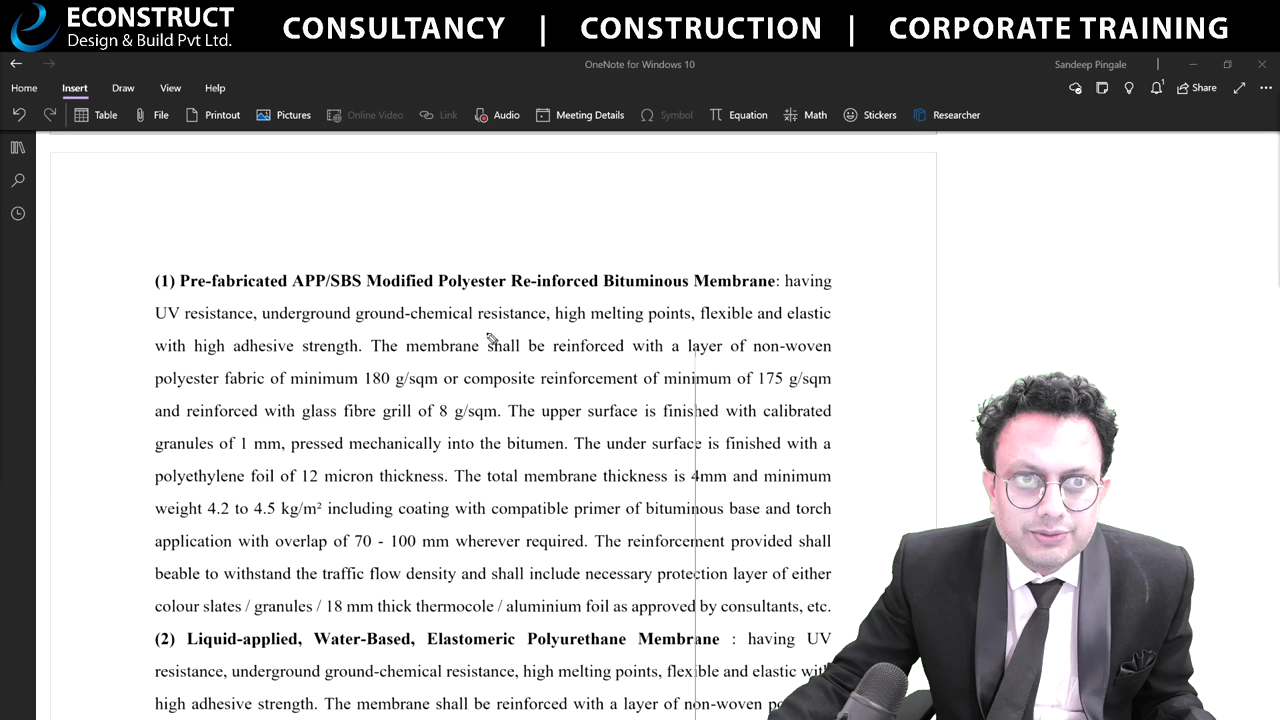 ECONSTRUCT
Design & Build Pvt Ltd.
CONSULTANCY | CONSTRUCTION | CORPORATE TRAINING
OneNote for Windows 10
Sandeep Pingale
Home Insert Draw View Help
1 Share
Table File Printout Pictures Online Video Link Audio Meeting Details Symbol Equation Math Stickers Researcher
(1) Pre-fabricated APP/SBS Modified Polyester Re-inforced Bituminous Membrane: having
UV resistance, underground ground-chemical resistance, high melting points, flexible and elastic
with high adhesive strength. The membrane shall be reinforced with a layer of non-woven
polyester fabric of minimum 180 g/sqm or composite reinforcement of minimum of 175 g/sqm
and reinforced with glass fibre grill of 8 g/sqm. The upper surface is finished with calibrated
granules of 1 mm, pressed mechanically into the bitumen. The under surface is finished with a
polyethylene foil of 12 micron thickness. The total membrane thickness is 4mm and minimum
weight 4.2 to 4.5 kg/m² including coating with compatible primer of bituminous base and torch
application with overlap of 70 - 100 mm wherever required. The reinforcement provided shall
beable to withstand the traffic flow density and shall include necessary protection layer of either
colour slates / granules / 18 mm thick thermocole / aluminium foil as approved by consultants, etc.
(2) Liquid-applied, Water-Based, Elastomeric Polyurethane Membrane : having UV
resistance, underground ground-chemical resistance, high melting points, flexible and elastic with
high adhesive strength. The membrane shall be reinforced with a layer of non-woven